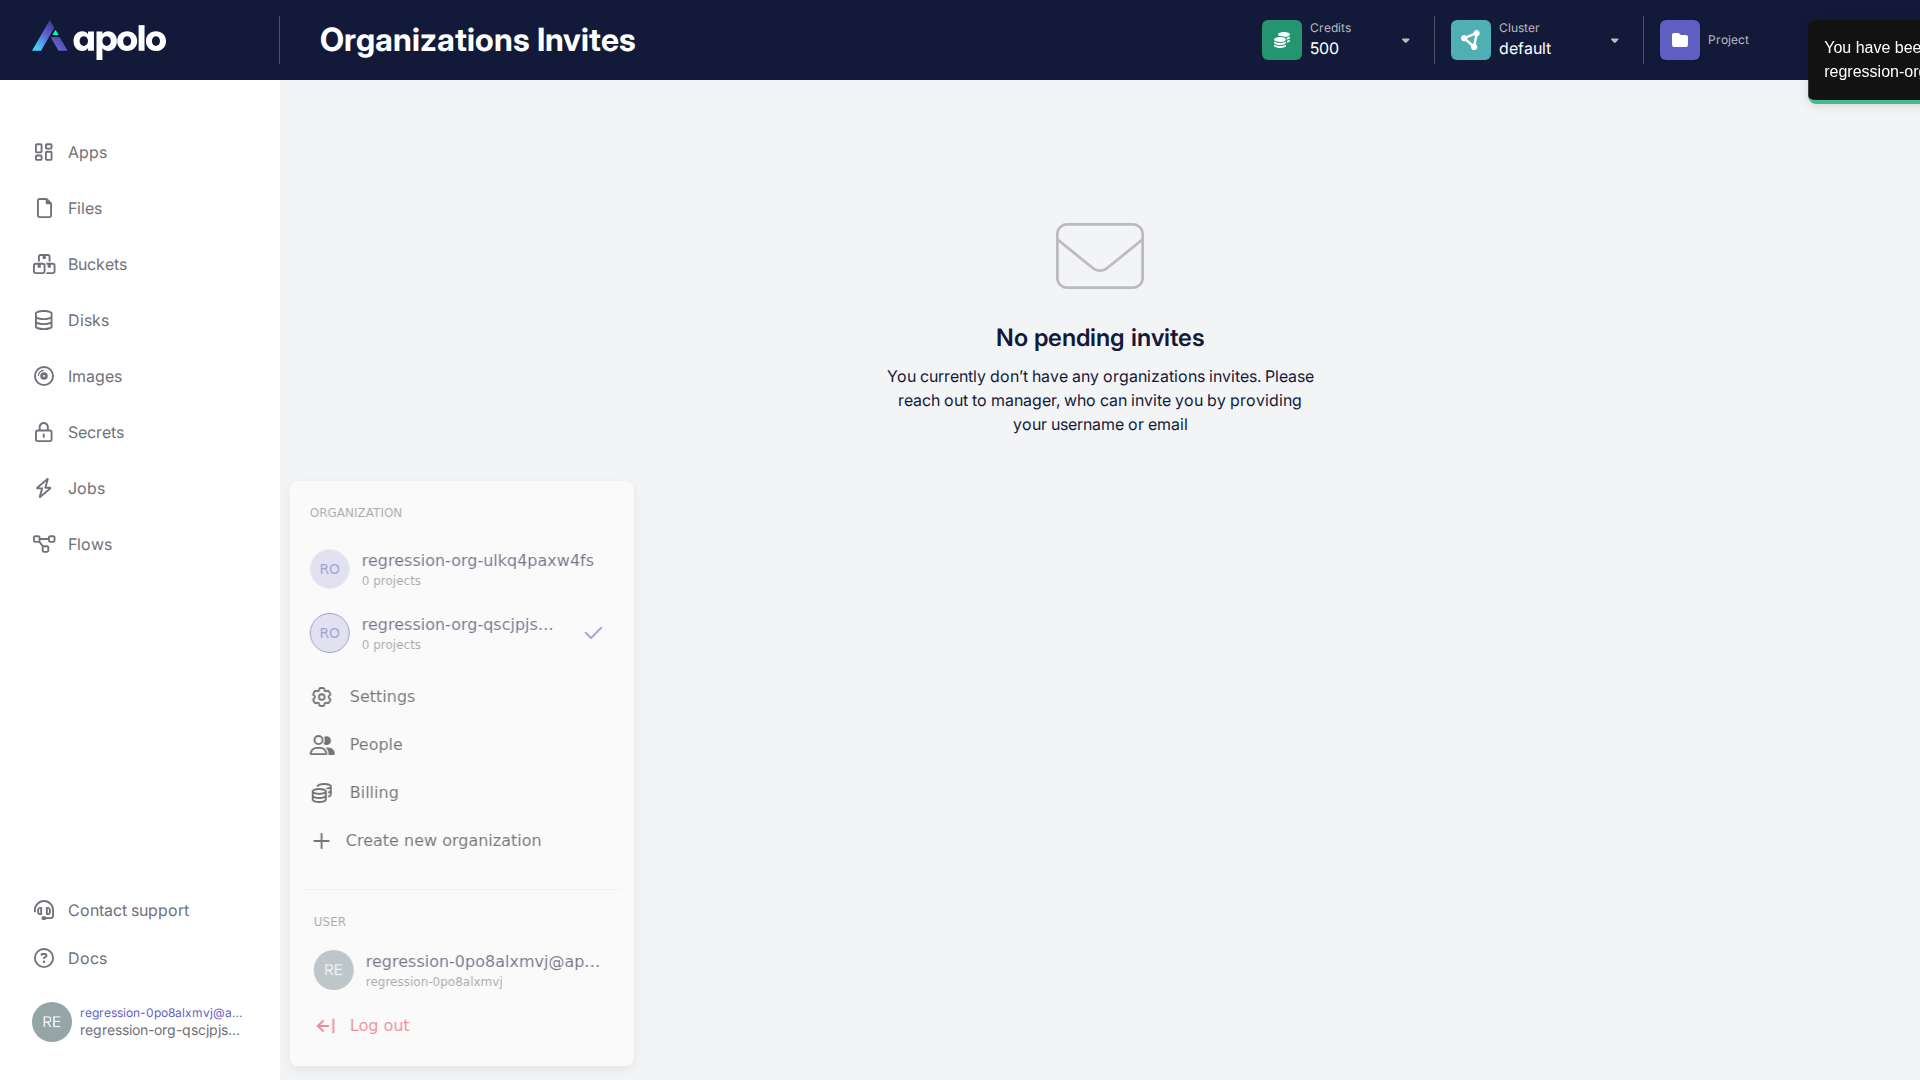 apolo
Organizations Invites
Credits
500
Cluster
default
Project
You have bee
regression-org
Apps
Files
Buckets
Disks
Images
Secrets
Jobs
Flows
No pending invites
You currently don't have any organizations invites. Please
reach out to manager, who can invite you by providing
your username or email
ORGANIZATION
RO
regression-org-ulkq4paxw4fs
0 projects
RO
regression-org-qscjpjs...
0 projects
Settings
People
Billing
Create new organization
USER
RE
regression-0po8alxmvj@ap...
regression-0po8alxmvj
Log out
Contact support
Docs
RE
regression-0po8alxmvj@a...
regression-org-qscjpjs...